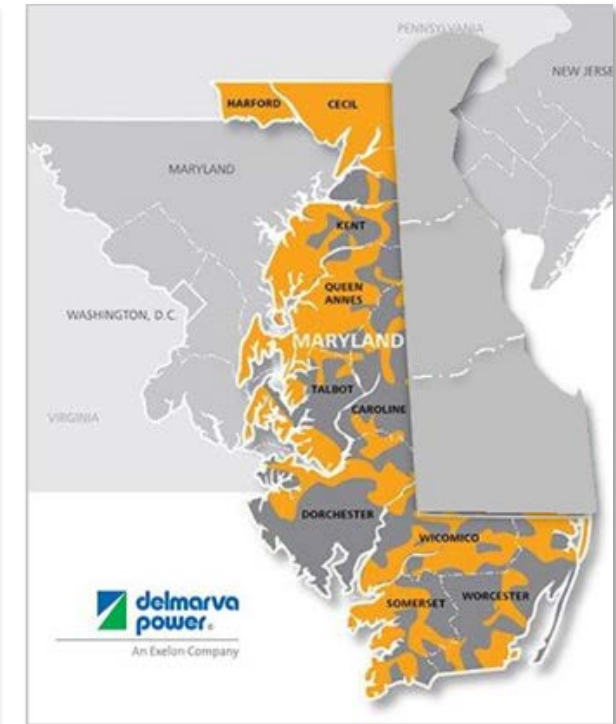 PENNSYLVANIA
NEW JERSE
HARFORD
CECIL
MARYLAND
KENT
QUEEN
ANNES
WASHINGTON, D.C.
MARYLAND
TALBOT
CAROLINE
VIRGINIA
DORCHESTER
WICOMICO
SOMERSET
WORCESTER
delmarva
power®
An Exelon Company